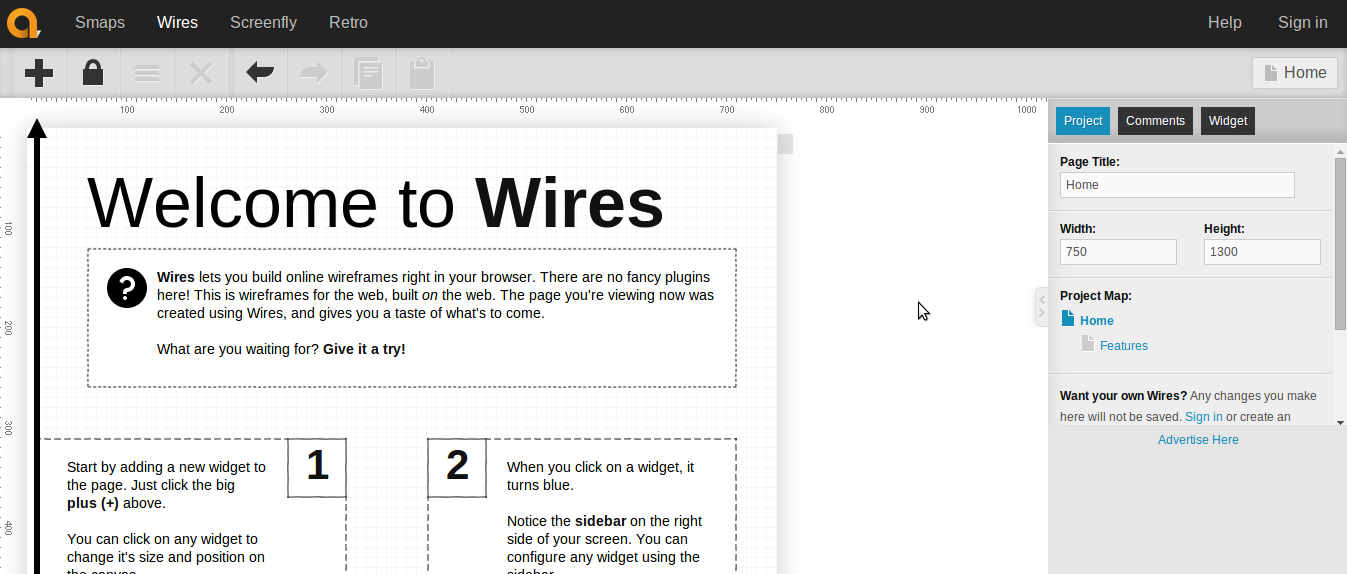 Smaps Wires Screenfly Retro Help Sign in
Home
100 200 300 400 500 600 700 800 900 1000
Project Comments Widget
Page Title:
Home
Width: Height:
750 1300
Project Map:
Home
Features
Want your own Wires? Any changes you make
here will not be saved. Sign in or create an
Advertise Here
100
200
300
400
Welcome to Wires
?
Wires lets you build online wireframes right in your browser. There are no fancy plugins
here! This is wireframes for the web, built on the web. The page you're viewing now was
created using Wires, and gives you a taste of what's to come.
What are you waiting for? Give it a try!
1
Start by adding a new widget to
the page. Just click the big
plus (+) above.
You can click on any widget to
change it's size and position on
the canvas.
2
When you click on a widget, it
turns blue.
Notice the sidebar on the right
side of your screen. You can
configure any widget using the
sidebar.